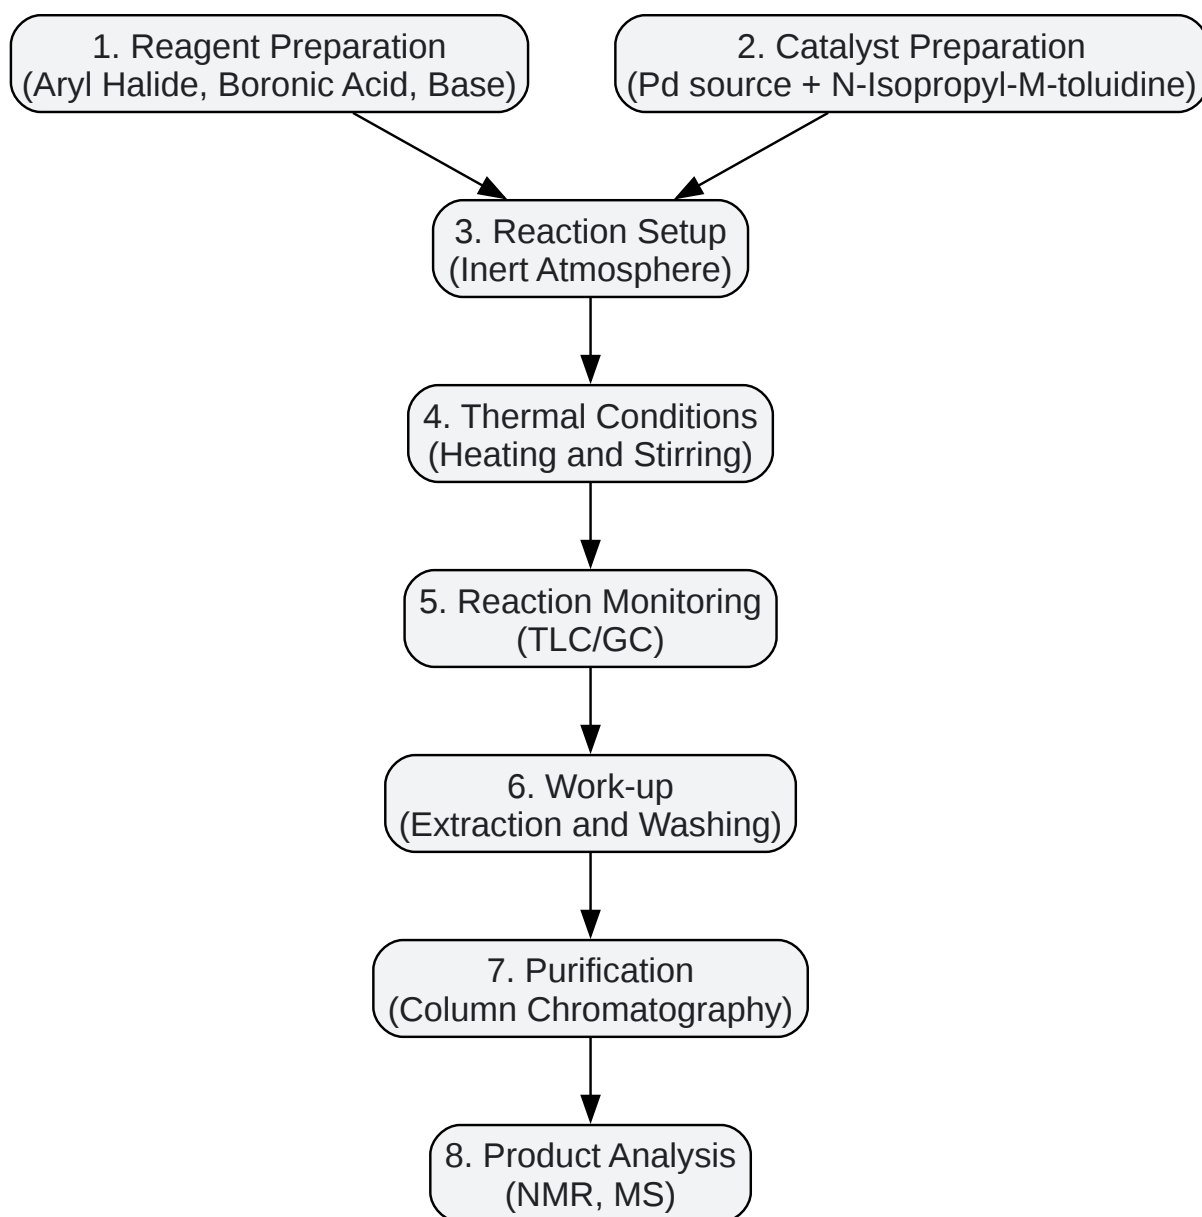 1. Reagent Preparation
(Aryl Halide, Boronic Acid, Base)
2. Catalyst Preparation
(Pd source + N-Isopropyl-M-toluidine)
3. Reaction Setup
(Inert Atmosphere)
4. Thermal Conditions
(Heating and Stirring)
5. Reaction Monitoring
(TLC/GC)
6. Work-up
(Extraction and Washing)
7. Purification
(Column Chromatography)
8. Product Analysis
(NMR, MS)